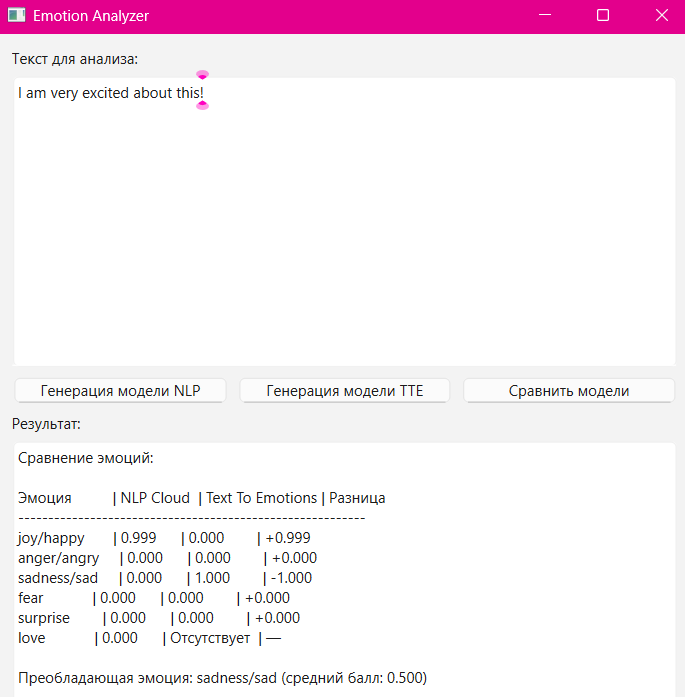 Emotion Analyzer
Текст для анализа:
I am very excited about this!
Генерация модели NLP Генерация модели TTE Сравнить модели
Результат:
Сравнение эмоций:
Эмоция | NLP Cloud | Text To Emotions | Разница
------------------------------------------------------------
joy/happy | 0.999 | 0.000 | +0.999
anger/angry | 0.000 | 0.000 | +0.000
sadness/sad | 0.000 | 1.000 | -1.000
fear | 0.000 | 0.000 | +0.000
surprise | 0.000 | 0.000 | +0.000
love | 0.000 | Отсутствует | —
Преобладающая эмоция: sadness/sad (средний балл: 0.500)